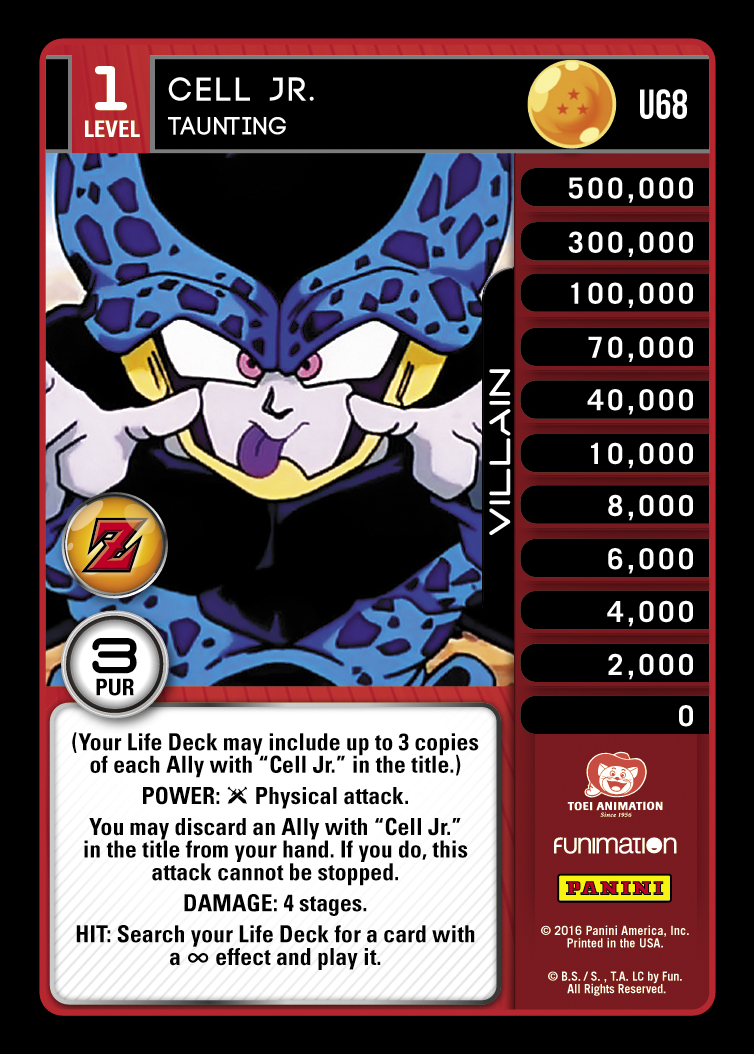 1
LEVEL
CELL JR.
TAUNTING
U68
500,000
300,000
100,000
70,000
40,000
10,000
8,000
6,000
4,000
2,000
0
VILLAIN
Z
3
PUR
(Your Life Deck may include up to 3 copies
of each Ally with “Cell Jr.” in the title.)
POWER: Physical attack.
You may discard an Ally with “Cell Jr.”
in the title from your hand. If you do, this
attack cannot be stopped.
DAMAGE: 4 stages.
HIT: Search your Life Deck for a card with
a ∞ effect and play it.
TOEI ANIMATION
Since 1956
FUNIMATION
PANINI
© 2016 Panini America, Inc.
Printed in the USA.
© B.S. / S. , T.A. LC by Fun.
All Rights Reserved.